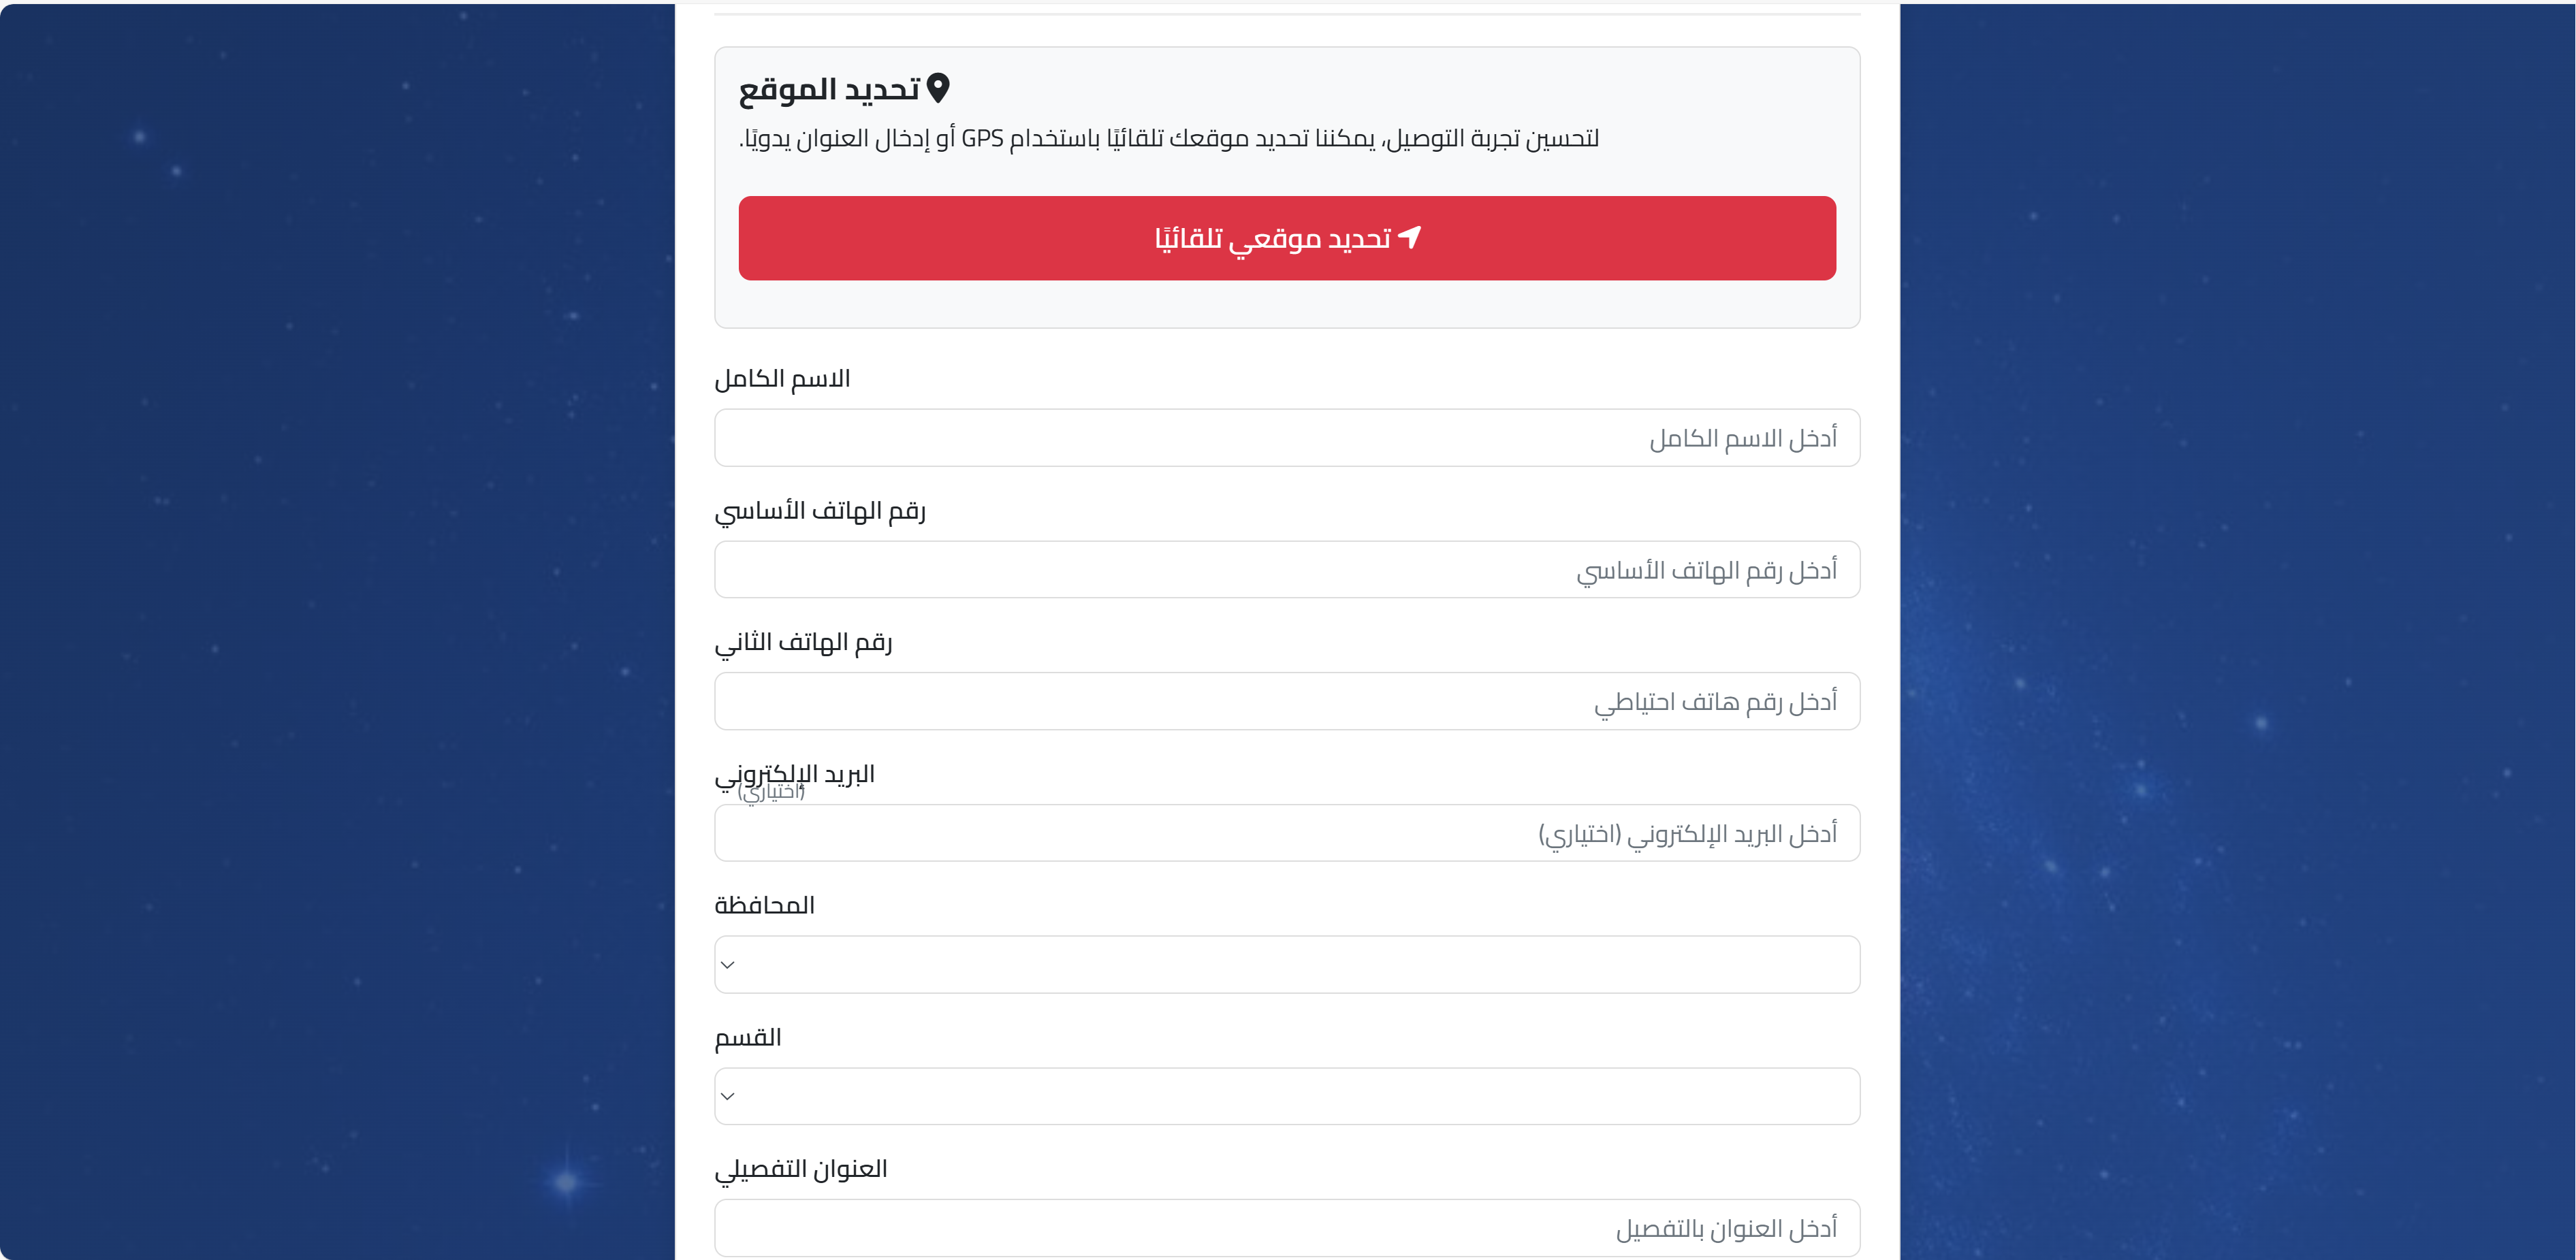 تحديد الموقع
لتحسين تجربة التوصيل، يمكننا تحديد موقعك تلقائيًا باستخدام GPS أو إدخال العنوان يدويًا.
تحديد موقعي تلقائيًا
الاسم الكامل
أدخل الاسم الكامل
رقم الهاتف الأساسي
أدخل رقم الهاتف الأساسي
رقم الهاتف الثاني
أدخل رقم هاتف احتياطي
البريد الإلكتروني
(اختياري)
أدخل البريد الإلكتروني (اختياري)
المحافظة
القسم
العنوان التفصيلي
أدخل العنوان بالتفصيل